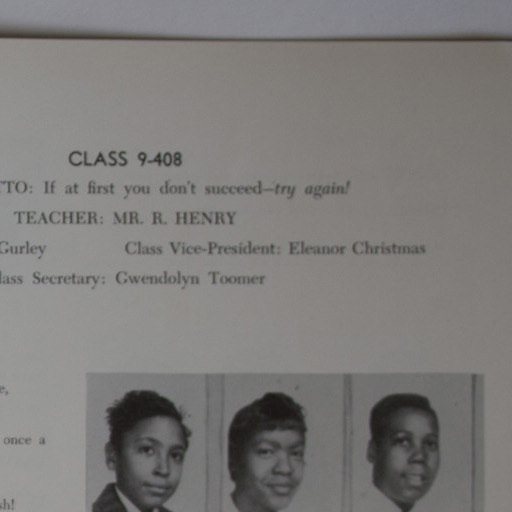 CLASS 9-408
TTO: If at first you don't succeed—try again!
TEACHER: MR. R. HENRY
Gurley Class Vice-President: Eleanor Christmas
lass Secretary: Gwendolyn Toomer
e,
once a
sh!